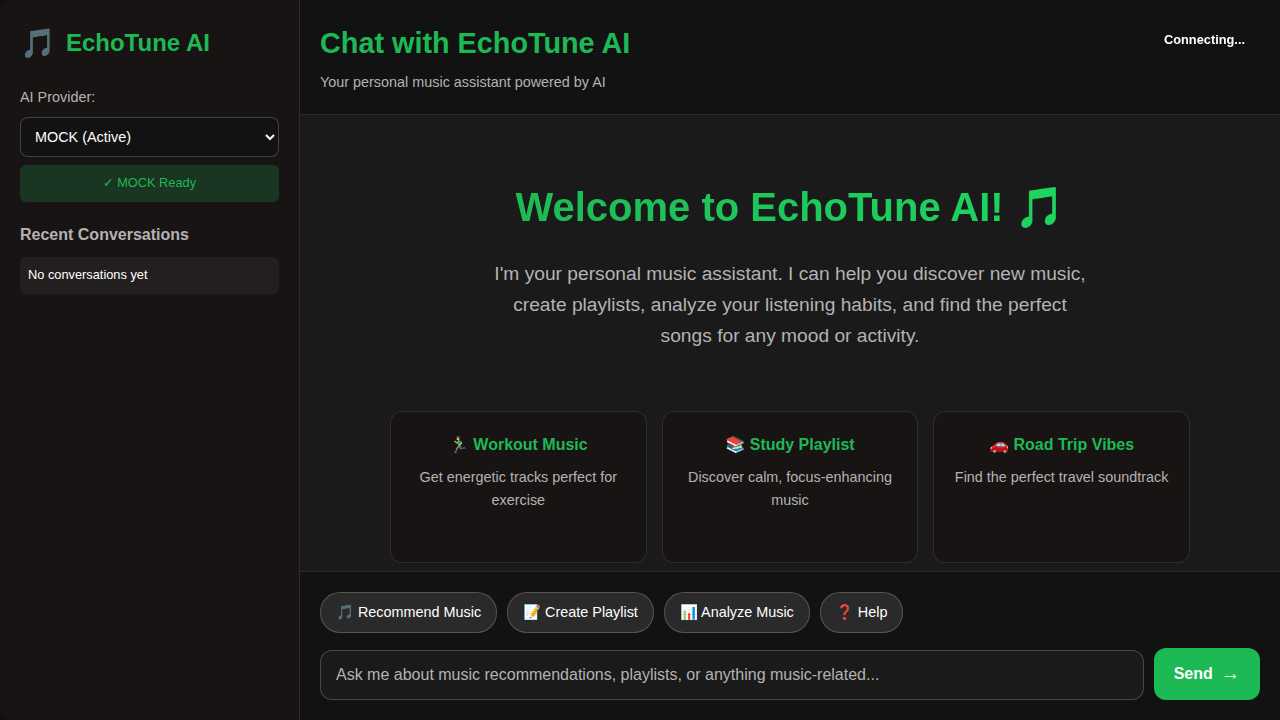 🎵 EchoTune AI
AI Provider:
MOCK (Active)
✓ MOCK Ready
Recent Conversations
No conversations yet
Chat with EchoTune AI
Your personal music assistant powered by AI
Connecting...
Welcome to EchoTune AI! 🎵
I'm your personal music assistant. I can help you discover new music,
create playlists, analyze your listening habits, and find the perfect
songs for any mood or activity.
🏃‍♂️ Workout Music
Get energetic tracks perfect for
exercise
📚 Study Playlist
Discover calm, focus-enhancing
music
🚗 Road Trip Vibes
Find the perfect travel soundtrack
🎵 Recommend Music
📝 Create Playlist
📊 Analyze Music
❓ Help
Ask me about music recommendations, playlists, or anything music-related...
Send →